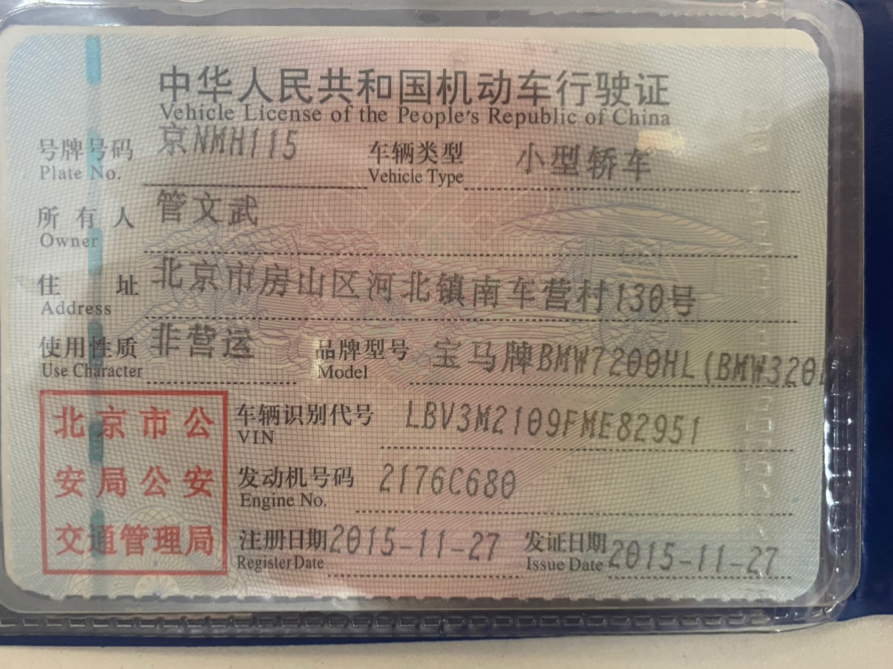 中华人民共和国机动车行驶证
Vehicle License of the People's Republic of China
号牌号码 京NMH115 车辆类型 小型轿车
Plate No. Vehicle Type
所有人 管文武
Owner
住址 北京市房山区河北镇南车营村130号
Address
使用性质 非营运 品牌型号 宝马牌BMW7200HL(BMW320
Use Character Model
北京市公 车辆识别代号 LBV3M2109FME82951
VIN
安局公安 发动机号码 2176C680
Engine No.
交通管理局 注册日期 2015-11-27 发证日期 2015-11-27
Register Date Issue Date